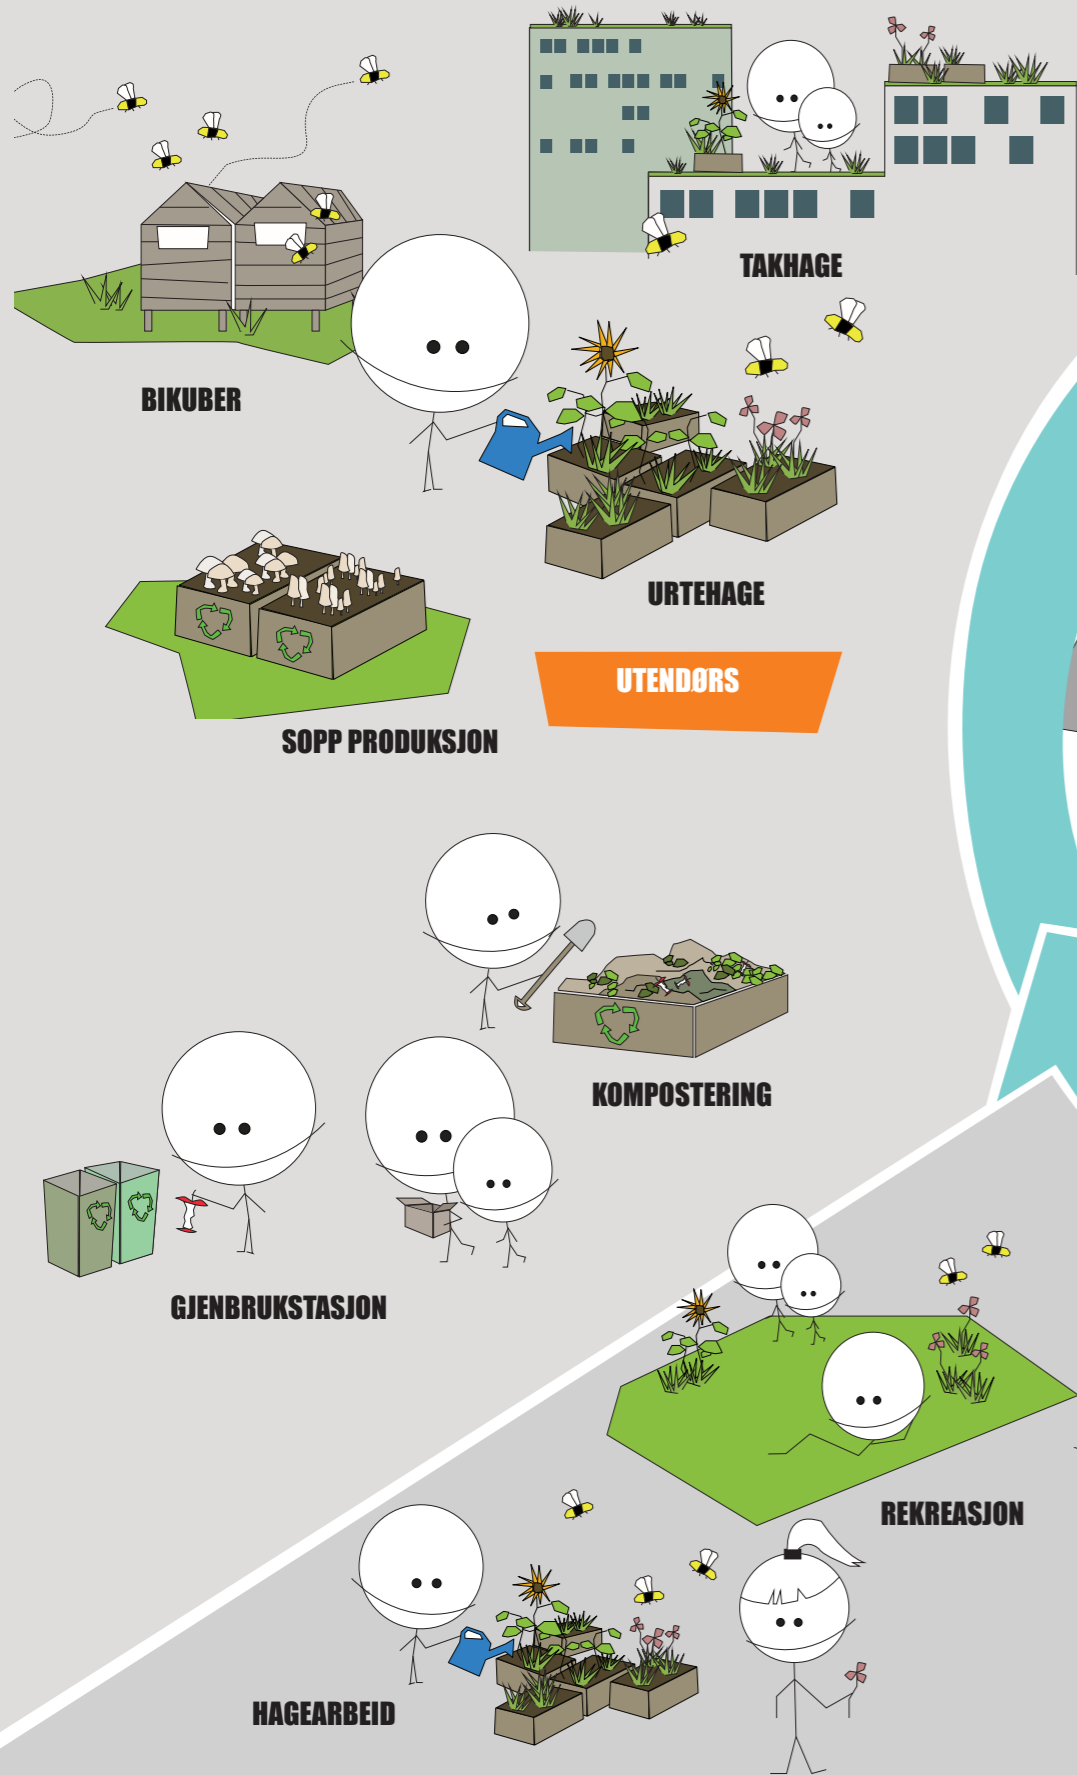 TAKHAGE
BIKUBER
URTEHAGE
UTENDØRS
SOPP PRODUKSJON
KOMPOSTERING
GJENBRUKSTASJON
REKREASJON
HAGEARBEID